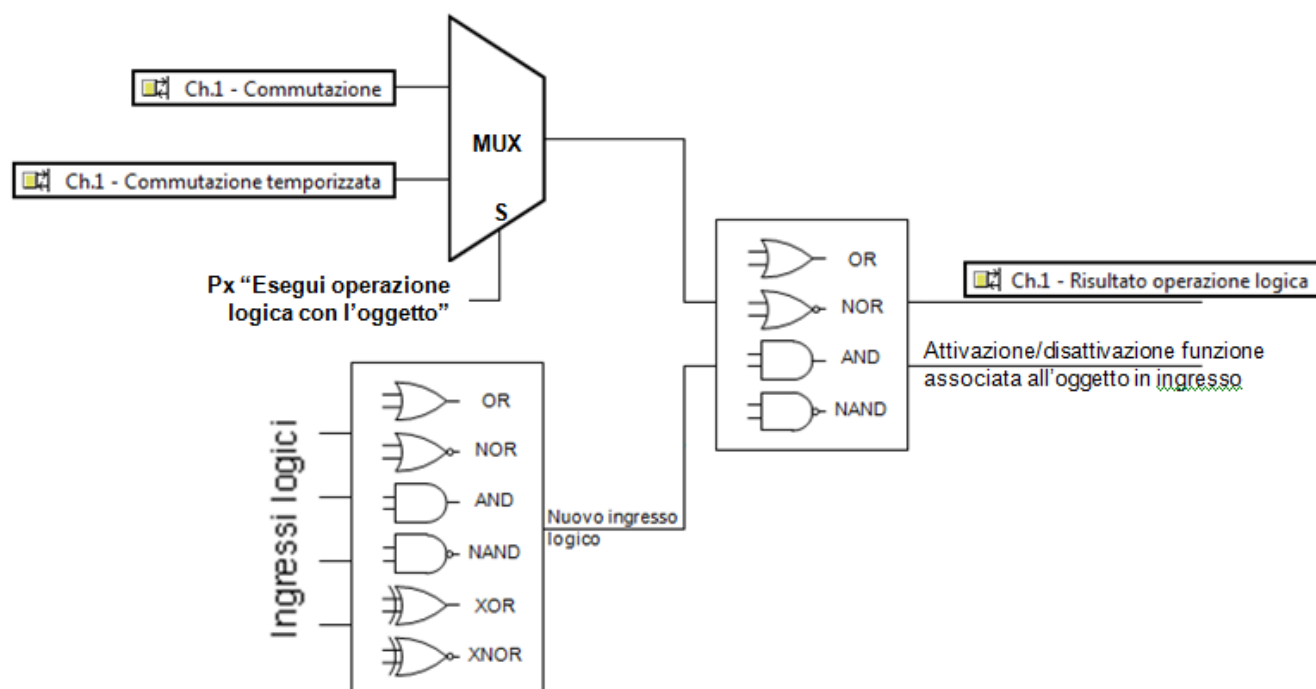 Ch.1 - Commutazione
MUX
Ch.1 - Commutazione temporizzata
S
Px “Esegui operazione
logica con l’oggetto”
OR
NOR
AND
NAND
Ch.1 - Risultato operazione logica
Attivazione/disattivazione funzione
associata all’oggetto in ingresso
Ingressi logici
OR
NOR
AND
NAND
XOR
XNOR
Nuovo ingresso
logico